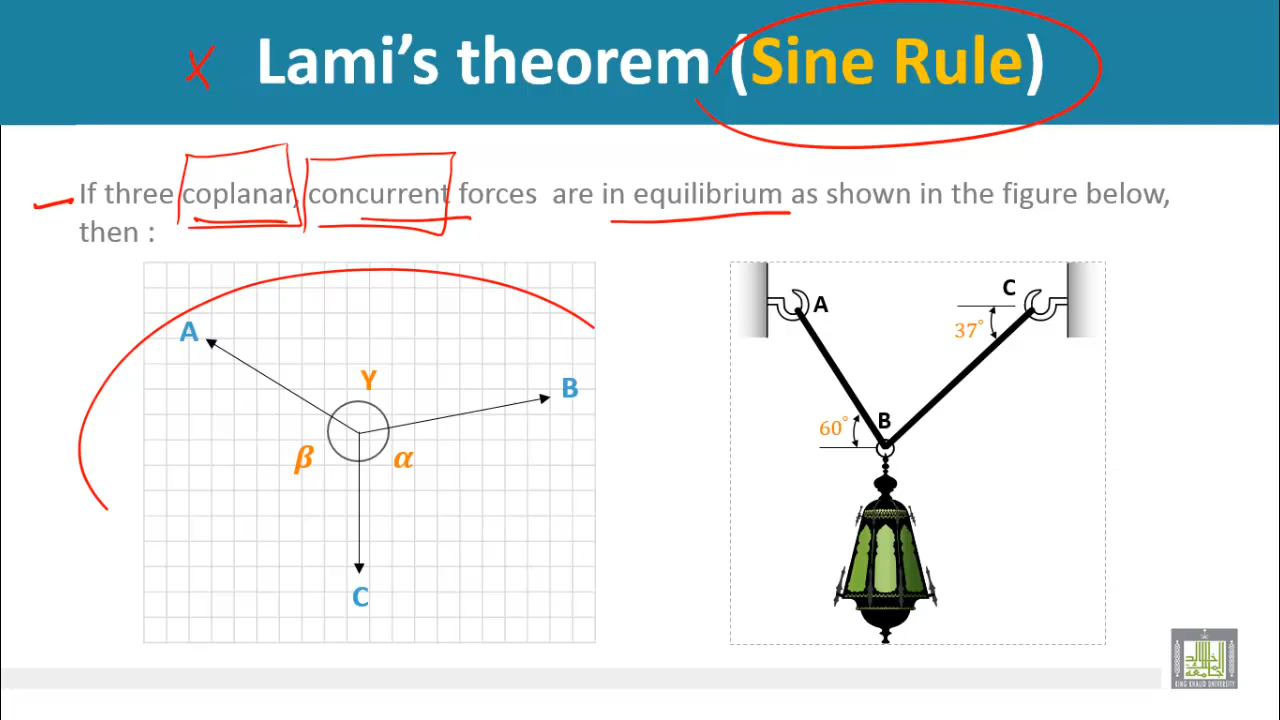 Lami's theorem (Sine Rule)
If three coplanar, concurrent forces are in equilibrium as shown in the figure below,
then :
A
Y
B
β
α
C
A
C
37°
60°
B
KING KHALID UNIVERSITY